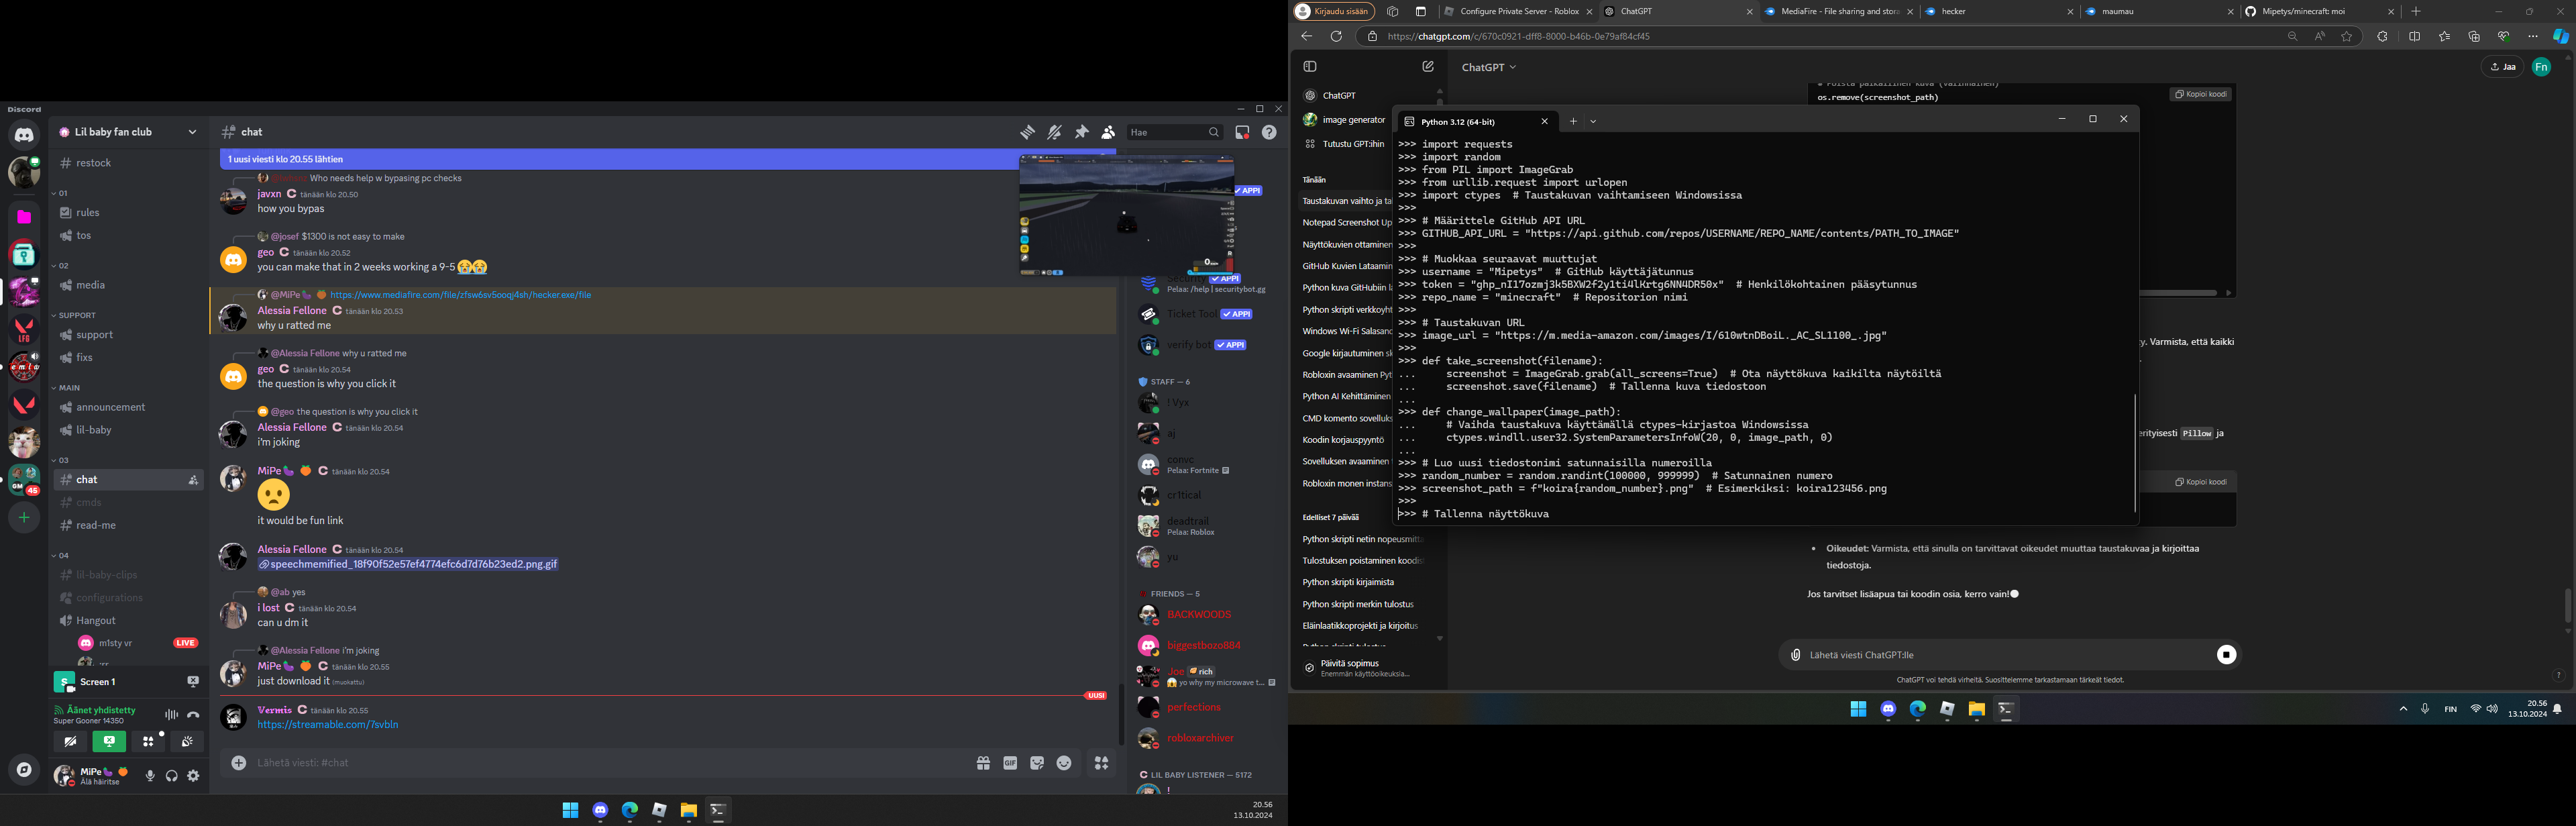 Discord
Lil baby fan club
restock
01
rules
tos
02
media
SUPPORT
support
fixs
MAIN
announcement
lil-baby
03
chat
cmds
read-me
04
lil-baby-clips
configurations
Hangout
m1sty vr LIVE
Screen 1
Äänet yhdistetty
Super Gooner 14350
MiPe
Älä häiritse
LFG
GM
45
chat
Hae
1 uusi viesti klo 20.55 lähtien
Who needs help w bypasing pc checks
javxn C tänään klo 20.50
how you bypas
@josef $1300 is not easy to make
geo C tänään klo 20.52
you can make that in 2 weeks working a 9-5
@MiPe https://www.mediafire.com/file/zfsw6sv5ooqj4sh/hecker.exe/file
Alessia Fellone C tänään klo 20.53
why u ratted me
@Alessia Fellone why u ratted me
geo C tänään klo 20.54
the question is why you click it
@geo the question is why you click it
Alessia Fellone C tänään klo 20.54
i'm joking
MiPe C tänään klo 20.54
it would be fun link
Alessia Fellone C tänään klo 20.54
speechmemified_18f90f52e57ef4774efc6d7d76b23ed2.png.gif
@ab yes
i lost C tänään klo 20.54
can u dm it
@Alessia Fellone i'm joking
MiPe C tänään klo 20.55
just download it (muokattu)
UUSI
Vermis C tänään klo 20.55
https://streamable.com/7svbln
Lähetä viesti: #chat
GIF
✓ APPI
Security ✓ APPI
Pelaa: /help | securitybot.gg
Ticket Tool ✓ APPI
verify bot ✓ APPI
STAFF — 6
! Vyx
aj
convc
Pelaa: Fortnite
cr1tical
deadtrail
Pelaa: Roblox
yu
FRIENDS — 5
BACKWOODS
biggestbozo884
Joe rich
yo why my microwave t...
perfections
robloxarchiver
C LIL BABY LISTENER — 5172
!
20.56
13.10.2024
Kirjaudu sisään
Configure Private Server - Roblox
ChatGPT
MediaFire - File sharing and stora
hecker
maumau
Mipetys/minecraft: moi
https://chatgpt.com/c/670c0921-dff8-8000-b46b-0e79af84cf45
ChatGPT
Jaa
Fn
ChatGPT
image generator
Tutustu GPT:ihin
Tänään
Taustakuvan vaihto ja ta
Notepad Screenshot Up
Näyttökuvien ottaminen
GitHub Kuvien Lataamin
Python kuva GitHubiin l
Python skripti verkkoyht
Windows Wi-Fi Salasan
Google kirjautuminen sk
Robloxin avaaminen Pyt
Python AI Kehittäminen
CMD komento sovelluks
Koodin korjauspyyntö
Sovelluksen avaaminen
Robloxin monen instans
Edelliset 7 päivää
Python skripti netin nopeusmitta
Tulostuksen poistaminen koodis
Python skripti kirjaimista
Python skripti merkin tulostus
Eläinlaatikkoprojekti ja kirjoitus
Päivitä sopimus
Enemmän käyttöoikeuksia...
# Poista paikallinen kuva (valinnainen)
os.remove(screenshot_path)
Kopioi koodi
Python 3.12 (64-bit)
>>> import requests
>>> import random
>>> from PIL import ImageGrab
>>> from urllib.request import urlopen
>>> import ctypes  # Taustakuvan vaihtamiseen Windowsissa
>>>
>>> # Määrittele GitHub API URL
>>> GITHUB_API_URL = "https://api.github.com/repos/USERNAME/REPO_NAME/contents/PATH_TO_IMAGE"
>>>
>>> # Muokkaa seuraavat muuttujat
>>> username = "Mipetys"  # GitHub käyttäjätunnus
>>> token = "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"  # Henkilökohtainen pääsytunnus
>>> repo_name = "minecraft"  # Repositorion nimi
>>>
>>> # Taustakuvan URL
>>> image_url = "https://m.media-amazon.com/images/I/610wtnDBoiL._AC_SL1100_.jpg"
>>>
>>> def take_screenshot(filename):
...     screenshot = ImageGrab.grab(all_screens=True)  # Ota näyttökuva kaikilta näytöiltä
...     screenshot.save(filename)  # Tallenna kuva tiedostoon
...
>>> def change_wallpaper(image_path):
...     # Vaihda taustakuva käyttämällä ctypes-kirjastoa Windowsissa
...     ctypes.windll.user32.SystemParametersInfoW(20, 0, image_path, 0)
...
>>> # Luo uusi tiedostonimi satunnaisilla numeroilla
>>> random_number = random.randint(100000, 999999)  # Satunnainen numero
>>> screenshot_path = f"koira{random_number}.png"  # Esimerkiksi: koira123456.png
>>>
>>> # Tallenna näyttökuva
y. Varmista, että kaikki
erityisesti Pillow ja
Kopioi koodi
Oikeudet: Varmista, että sinulla on tarvittavat oikeudet muuttaa taustakuvaa ja kirjoittaa
tiedostoja.
Jos tarvitset lisäapua tai koodin osia, kerro vain!
Lähetä viesti ChatGPT:lle
ChatGPT voi tehdä virheitä. Suosittelemme tarkastamaan tärkeät tiedot.
?
FIN
20.56
13.10.2024